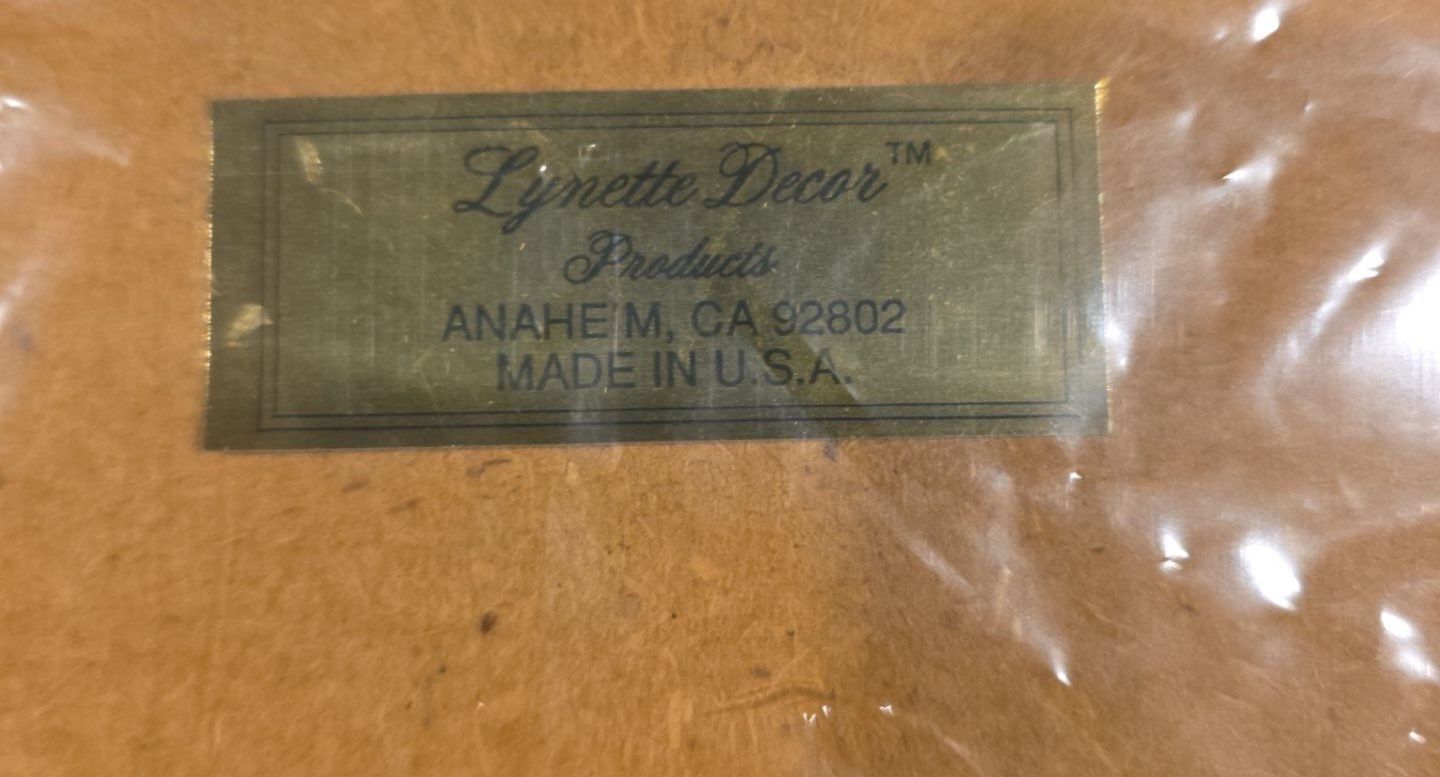 Lynette Decor™
Products
ANAHEIM, CA 92802
MADE IN U.S.A.